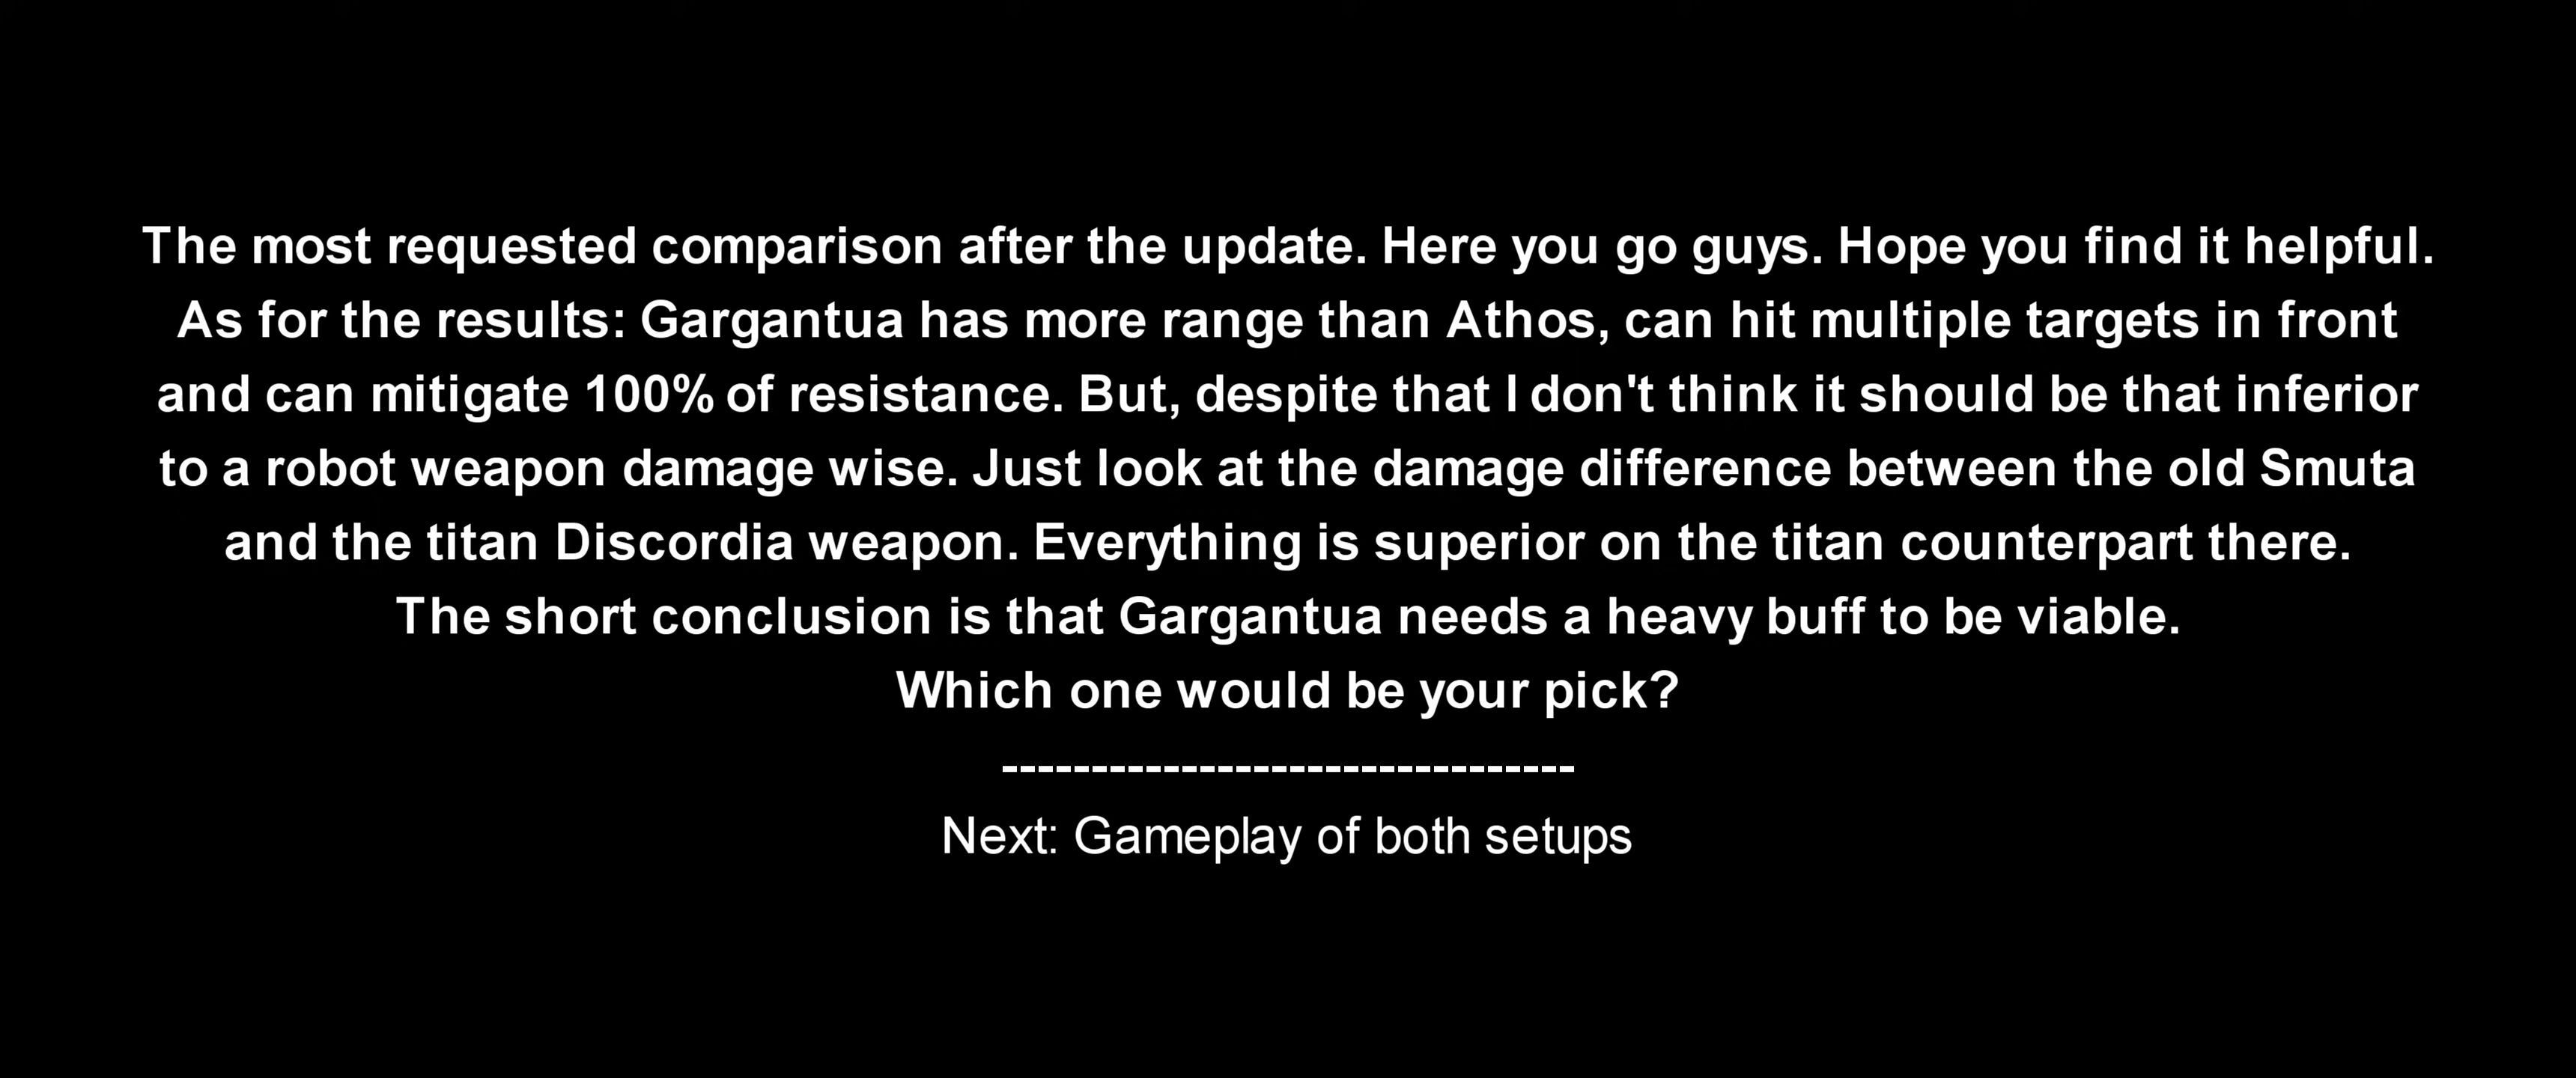 The most requested comparison after the update. Here you go guys. Hope you find it helpful.
As for the results: Gargantua has more range than Athos, can hit multiple targets in front
and can mitigate 100% of resistance. But, despite that I don't think it should be that inferior
to a robot weapon damage wise. Just look at the damage difference between the old Smuta
and the titan Discordia weapon. Everything is superior on the titan counterpart there.
The short conclusion is that Gargantua needs a heavy buff to be viable.
Which one would be your pick?
--------------------------------
Next: Gameplay of both setups